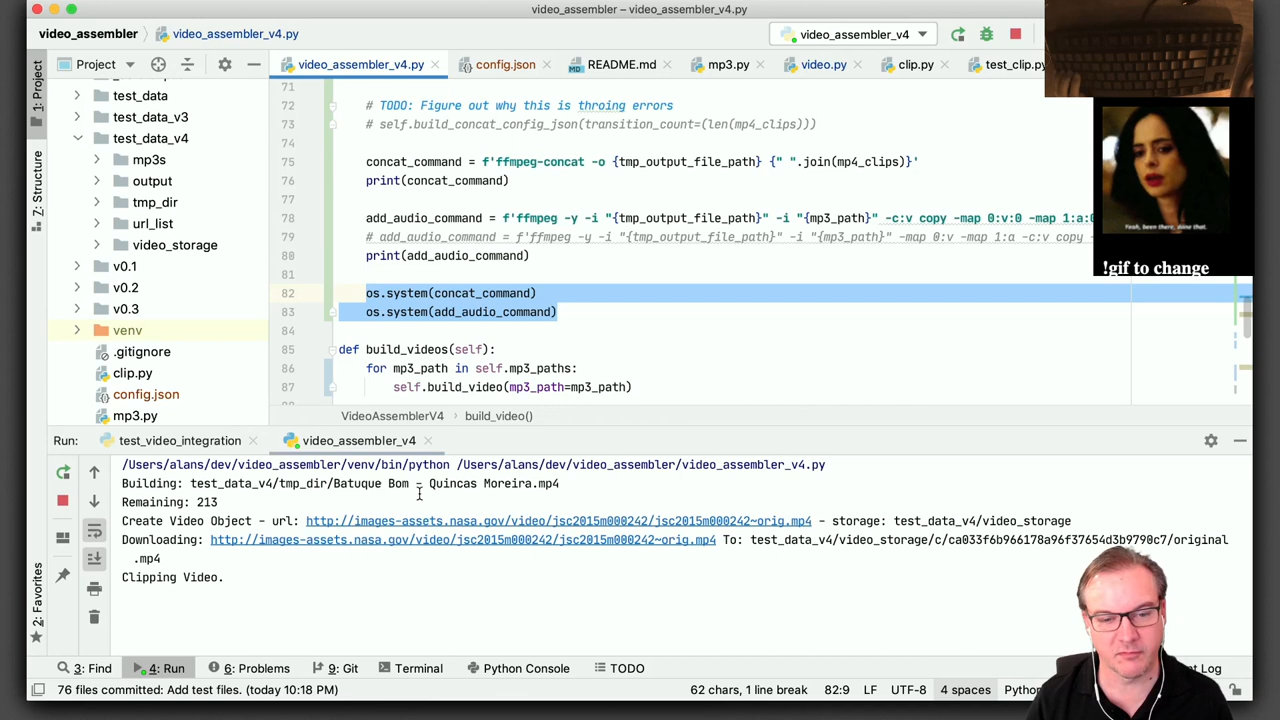 video_assembler – video_assembler_v4.py
video_assembler
video_assembler_v4.py
video_assembler_v4
1: Project
Z: Structure
2: Favorites
Project
video_assembler_v4.py
config.json
README.md
mp3.py
video.py
clip.py
test_clip.py
test_data
test_data_v3
test_data_v4
mp3s
output
tmp_dir
url_list
video_storage
v0.1
v0.2
v0.3
venv
.gitignore
clip.py
config.json
mp3.py
71
72 # TODO: Figure out why this is throing errors
73 # self.build_concat_config_json(transition_count=(len(mp4_clips)))
74
75 concat_command = f'ffmpeg-concat -o {tmp_output_file_path} {" ".join(mp4_clips)}'
76 print(concat_command)
77
78 add_audio_command = f'ffmpeg -y -i "{tmp_output_file_path}" -i "{mp3_path}" -c:v copy -map 0:v:0 -map 1:a:0
79 # add_audio_command = f'ffmpeg -y -i "{tmp_output_file_path}" -i "{mp3_path}" -map 0:v -map 1:a -c:v copy -
80 print(add_audio_command)
81
82 os.system(concat_command)
83 os.system(add_audio_command)
84
85 def build_videos(self):
86 for mp3_path in self.mp3_paths:
87 self.build_video(mp3_path=mp3_path)
VideoAssemblerV4
build_video()
Yeah, been there, done that.
!gif to change
Run:
test_video_integration
video_assembler_v4
/Users/alans/dev/video_assembler/venv/bin/python /Users/alans/dev/video_assembler/video_assembler_v4.py
Building: test_data_v4/tmp_dir/Batuque Bom - Quincas Moreira.mp4
Remaining: 213
Create Video Object - url: http://images-assets.nasa.gov/video/jsc2015m000242/jsc2015m000242~orig.mp4 - storage: test_data_v4/video_storage
Downloading: http://images-assets.nasa.gov/video/jsc2015m000242/jsc2015m000242~orig.mp4 To: test_data_v4/video_storage/c/ca033f6b966178a96f37654d3b9790c7/original
.mp4
Clipping Video.
3: Find
4: Run
6: Problems
9: Git
Terminal
Python Console
TODO
t Log
76 files committed: Add test files. (today 10:18 PM)
62 chars, 1 line break
82:9
LF
UTF-8
4 spaces
Python